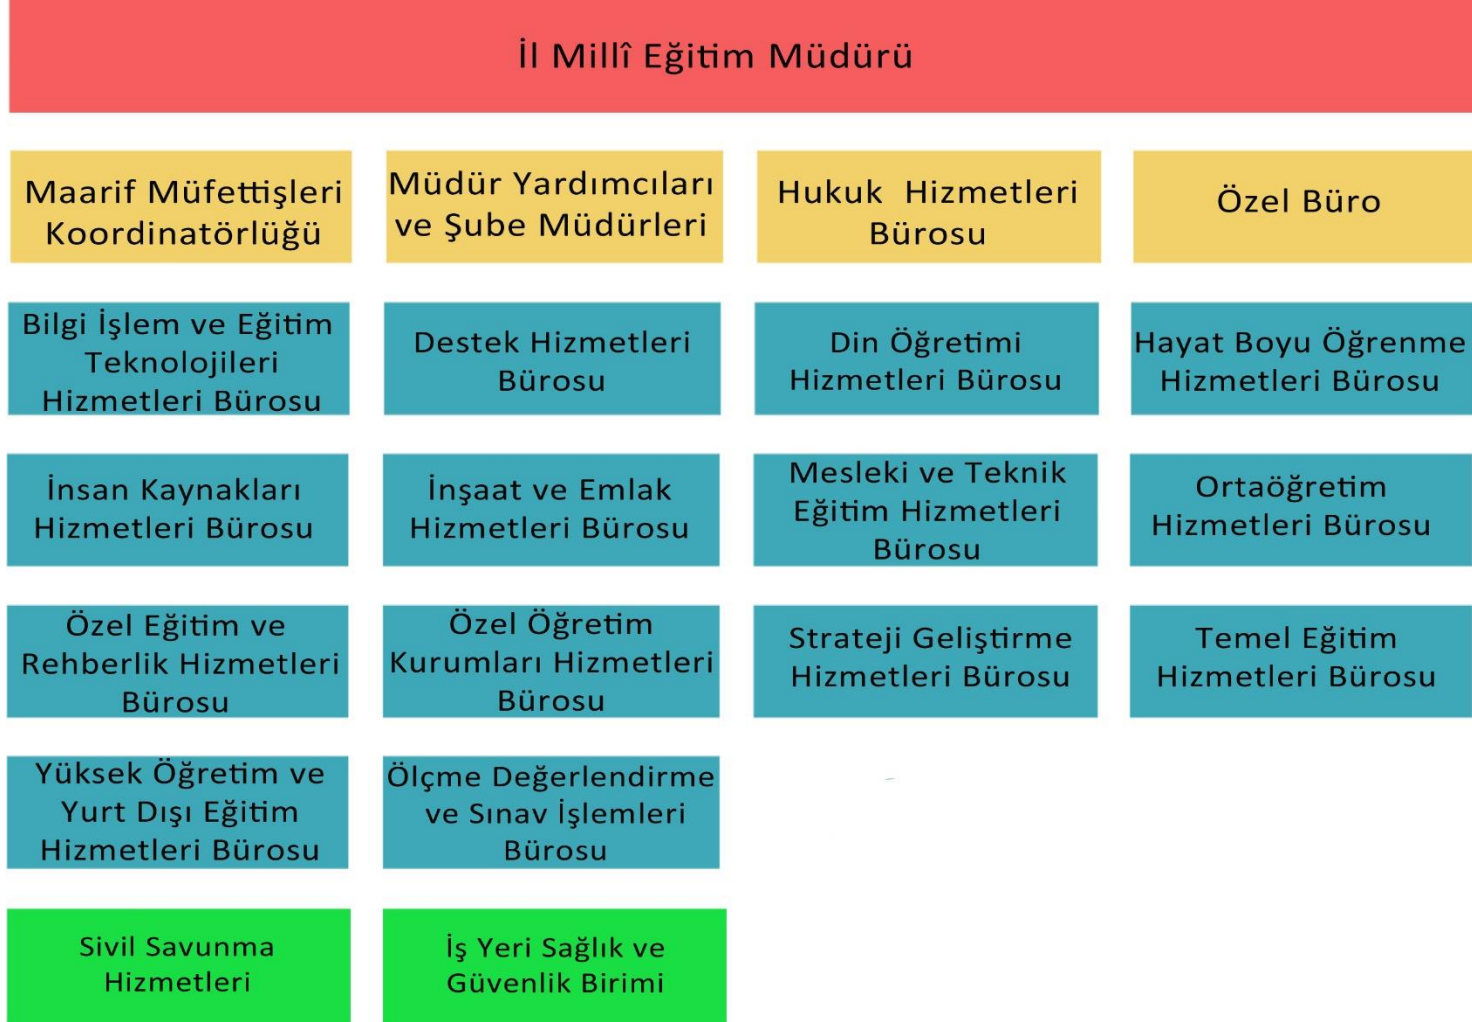 İl Millî Eğitim Müdürü
Maarif Müfettişleri
Koordinatörlüğü
Müdür Yardımcıları
ve Şube Müdürleri
Hukuk Hizmetleri
Bürosu
Özel Büro
Bilgi İşlem ve Eğitim
Teknolojileri
Hizmetleri Bürosu
Destek Hizmetleri
Bürosu
Din Öğretimi
Hizmetleri Bürosu
Hayat Boyu Öğrenme
Hizmetleri Bürosu
İnsan Kaynakları
Hizmetleri Bürosu
İnşaat ve Emlak
Hizmetleri Bürosu
Mesleki ve Teknik
Eğitim Hizmetleri
Bürosu
Ortaöğretim
Hizmetleri Bürosu
Özel Eğitim ve
Rehberlik Hizmetleri
Bürosu
Özel Öğretim
Kurumları Hizmetleri
Bürosu
Strateji Geliştirme
Hizmetleri Bürosu
Temel Eğitim
Hizmetleri Bürosu
Yüksek Öğretim ve
Yurt Dışı Eğitim
Hizmetleri Bürosu
Ölçme Değerlendirme
ve Sınav İşlemleri
Bürosu
Sivil Savunma
Hizmetleri
İş Yeri Sağlık ve
Güvenlik Birimi